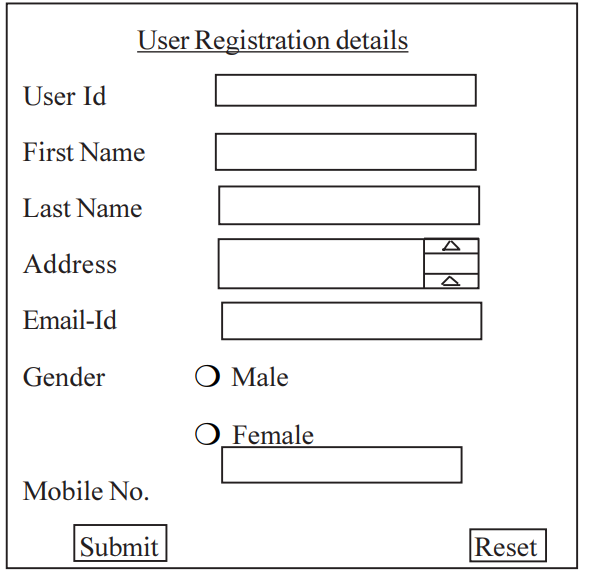 User Registration details
User Id
First Name
Last Name
Address
Email-Id
Gender
Male
Female
Mobile No.
Submit
Reset